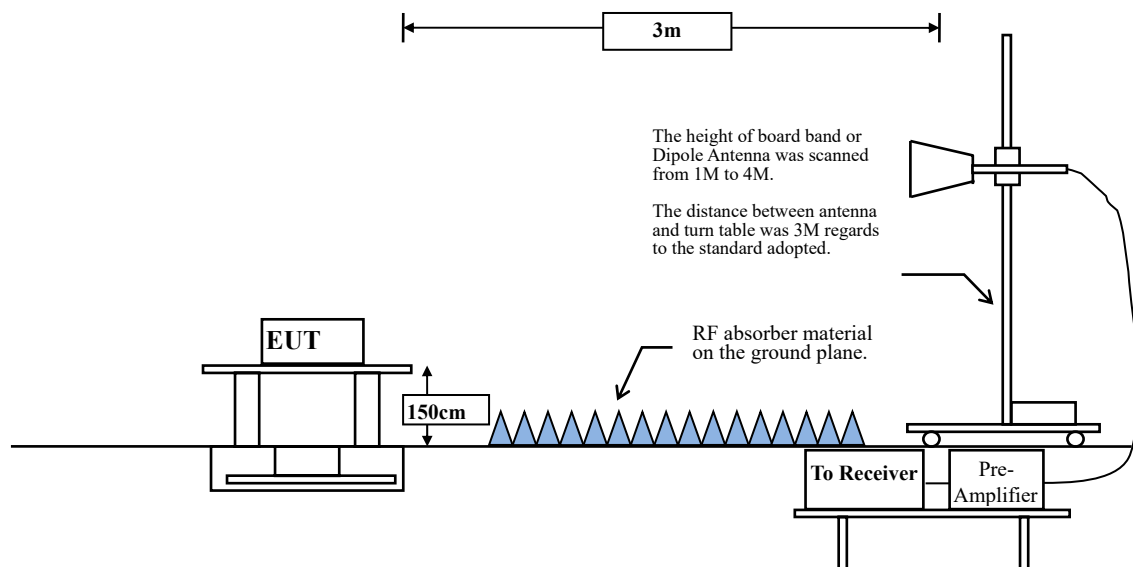 3m
The height of board band or
Dipole Antenna was scanned
from 1M to 4M.
The distance between antenna
and turn table was 3M regards
to the standard adopted.
EUT
RF absorber material
on the ground plane.
150cm
To Receiver
Pre-
Amplifier